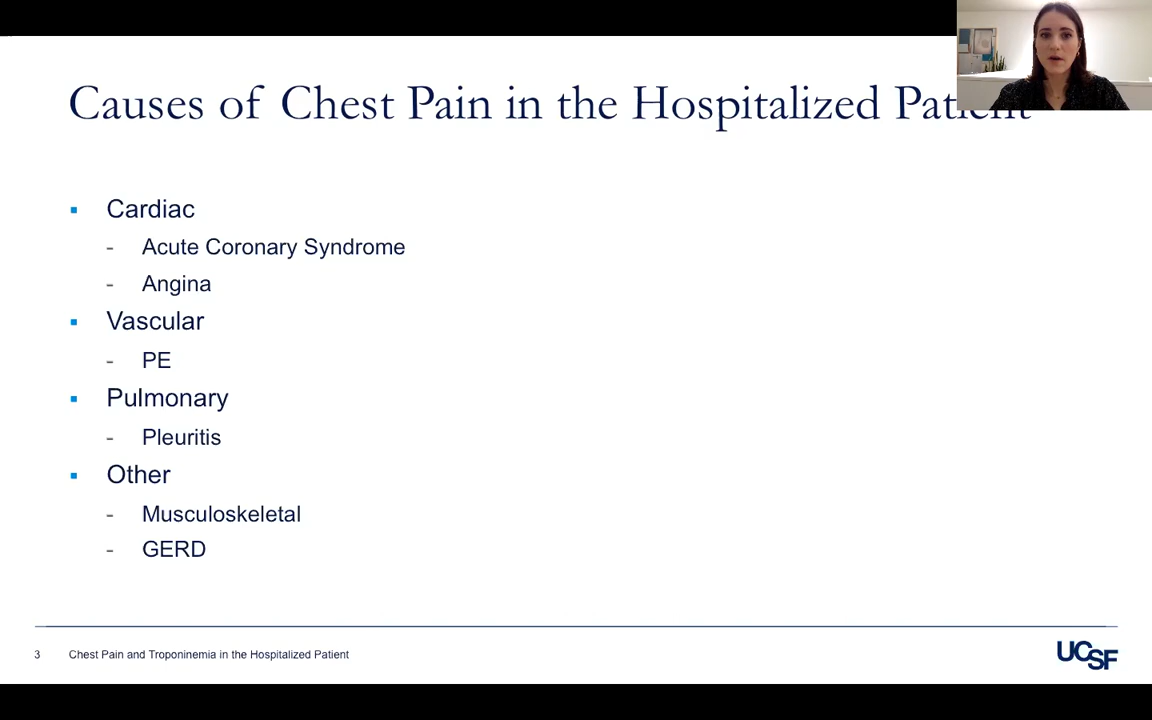 Causes of Chest Pain in the Hospitalized Patient
▪ Cardiac
- Acute Coronary Syndrome
- Angina
▪ Vascular
- PE
▪ Pulmonary
- Pleuritis
▪ Other
- Musculoskeletal
- GERD
3 Chest Pain and Troponinemia in the Hospitalized Patient
UCSF